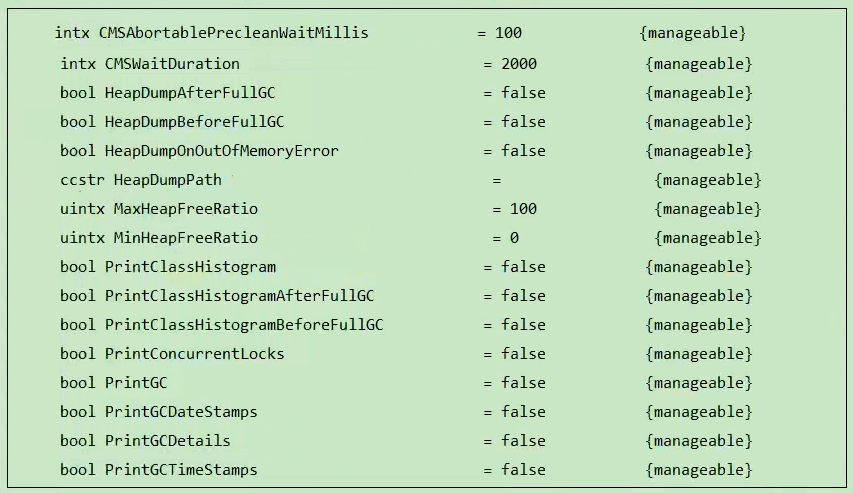 intx CMSAbortablePrecleanWaitMillis = 100 {manageable}
intx CMSWaitDuration = 2000 {manageable}
bool HeapDumpAfterFullGC = false {manageable}
bool HeapDumpBeforeFullGC = false {manageable}
bool HeapDumpOnOutOfMemoryError = false {manageable}
ccstr HeapDumpPath = {manageable}
uintx MaxHeapFreeRatio = 100 {manageable}
uintx MinHeapFreeRatio = 0 {manageable}
bool PrintClassHistogram = false {manageable}
bool PrintClassHistogramAfterFullGC = false {manageable}
bool PrintClassHistogramBeforeFullGC = false {manageable}
bool PrintConcurrentLocks = false {manageable}
bool PrintGC = false {manageable}
bool PrintGCDateStamps = false {manageable}
bool PrintGCDetails = false {manageable}
bool PrintGCTimeStamps = false {manageable}